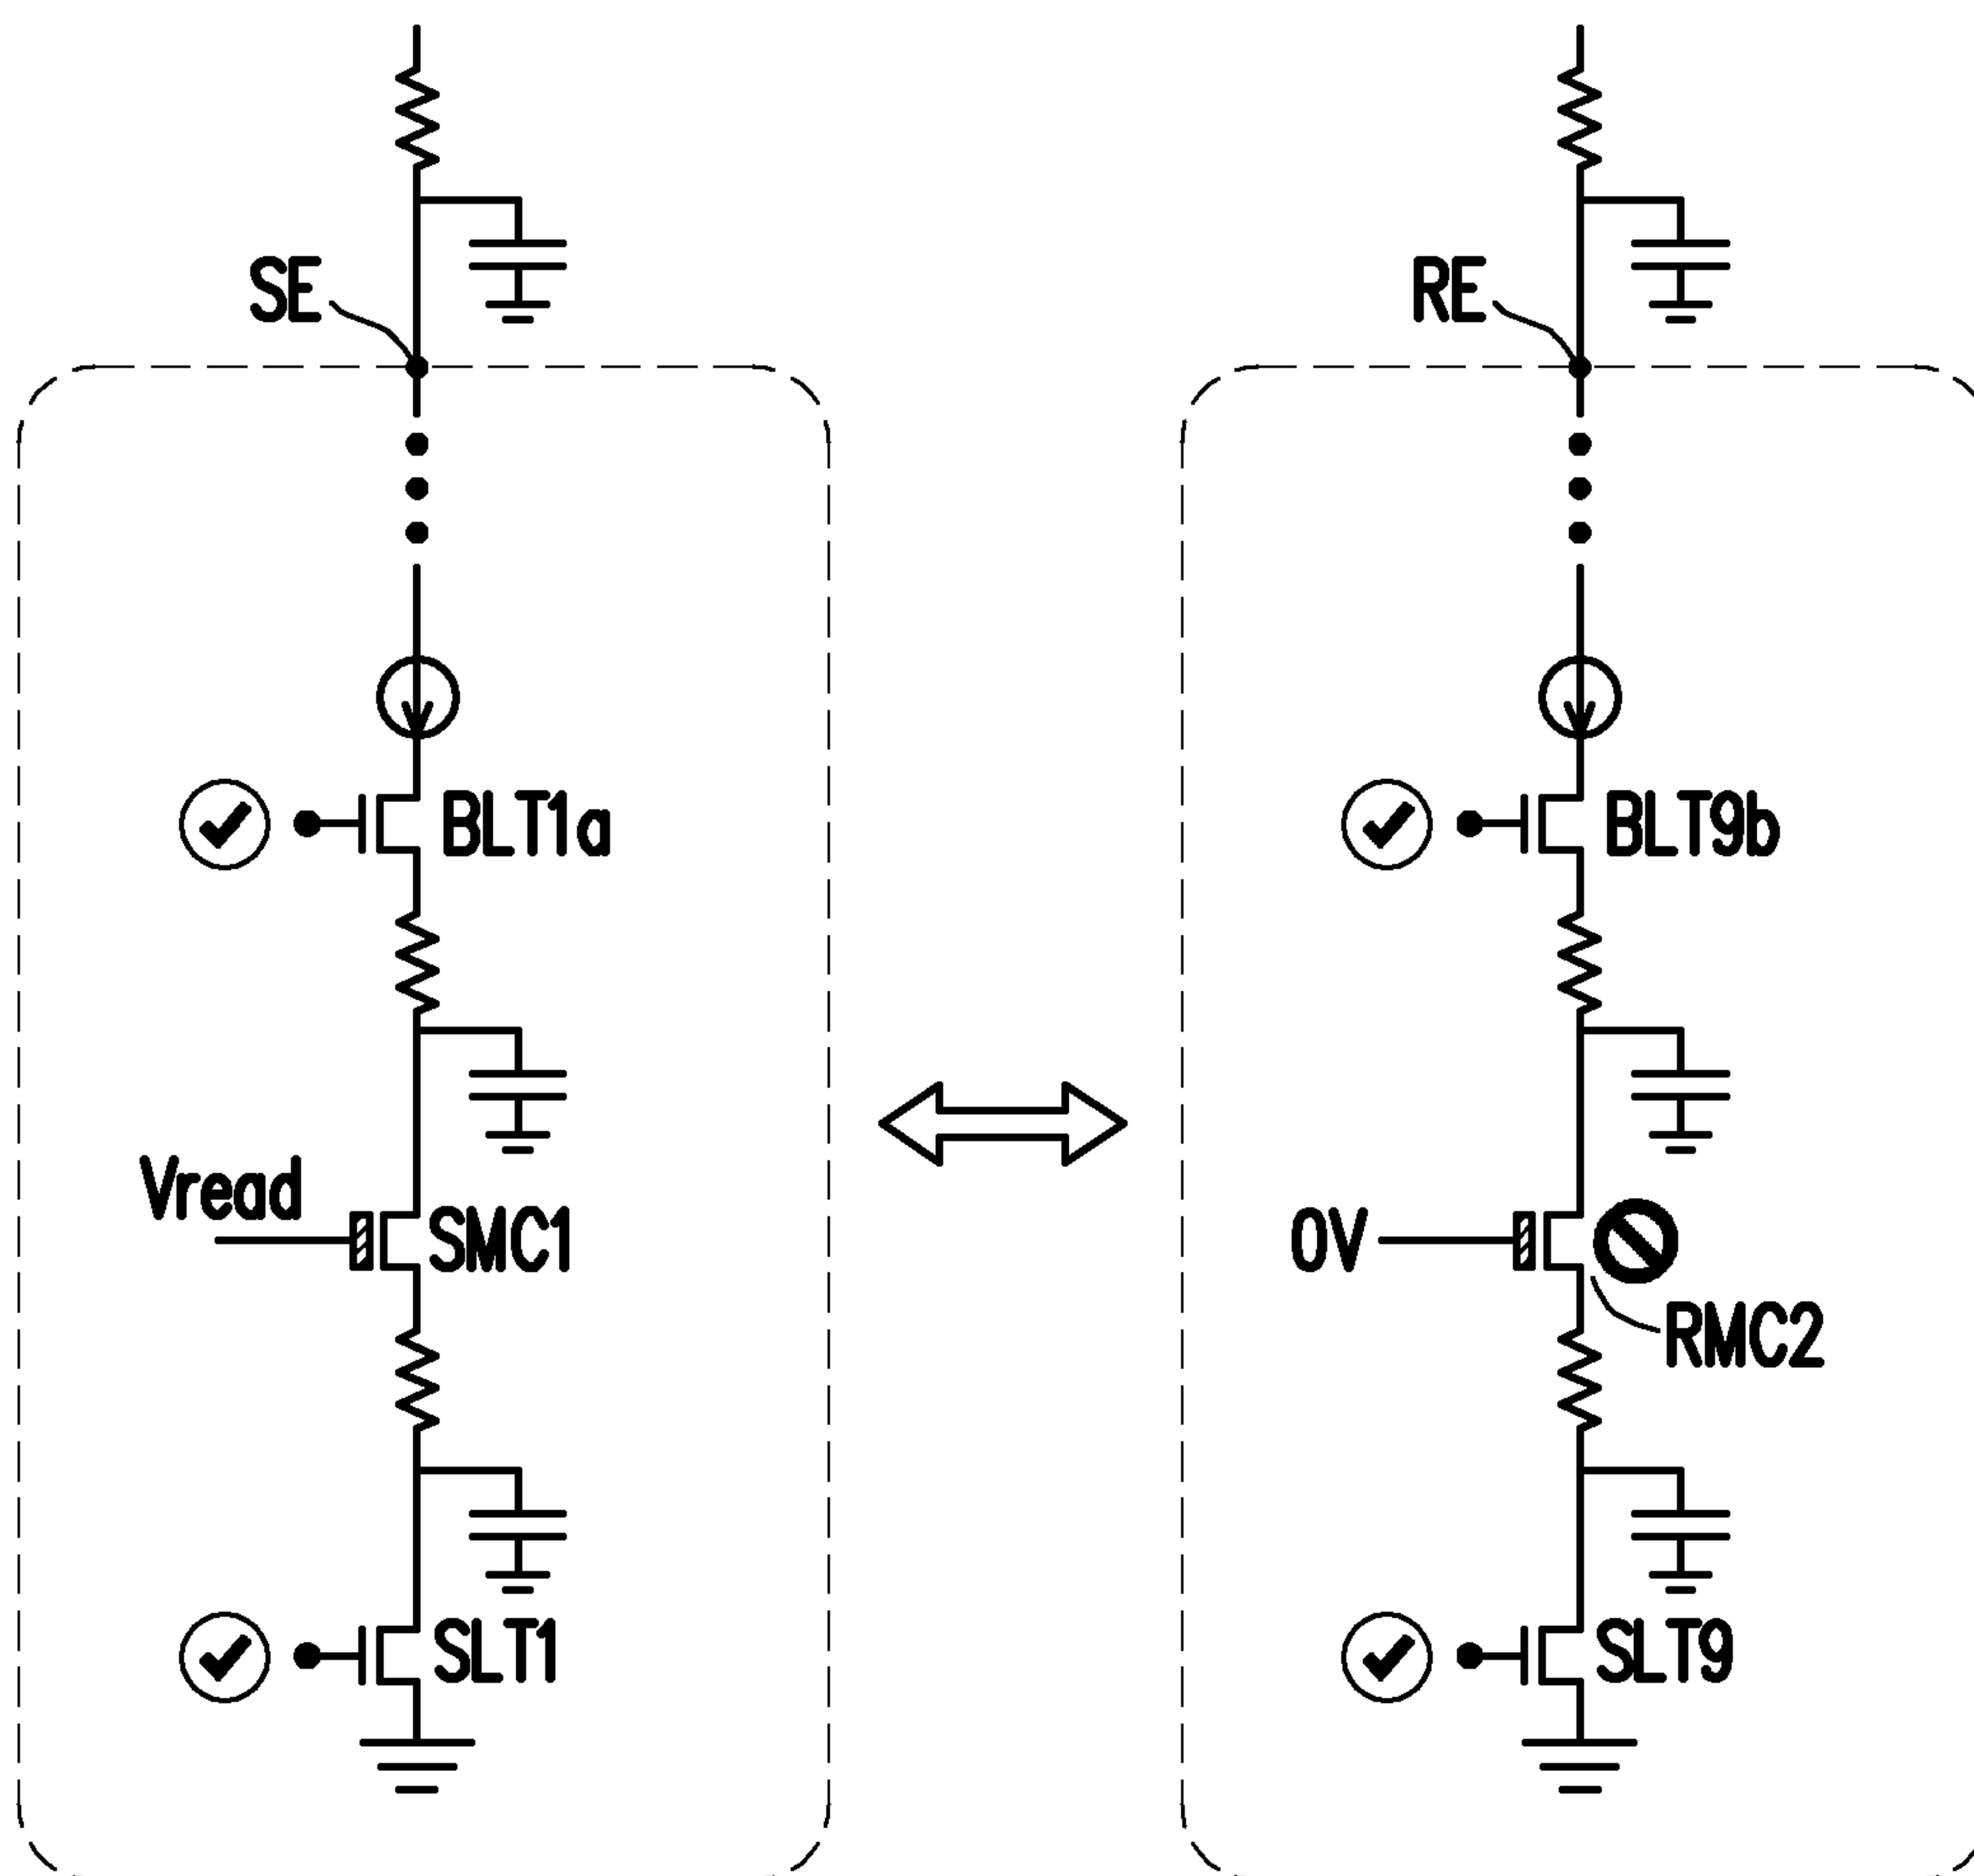 SE
RE
BLT1a
BLT9b
Vread
SMC1
0V
RMC2
SLT1
SLT9